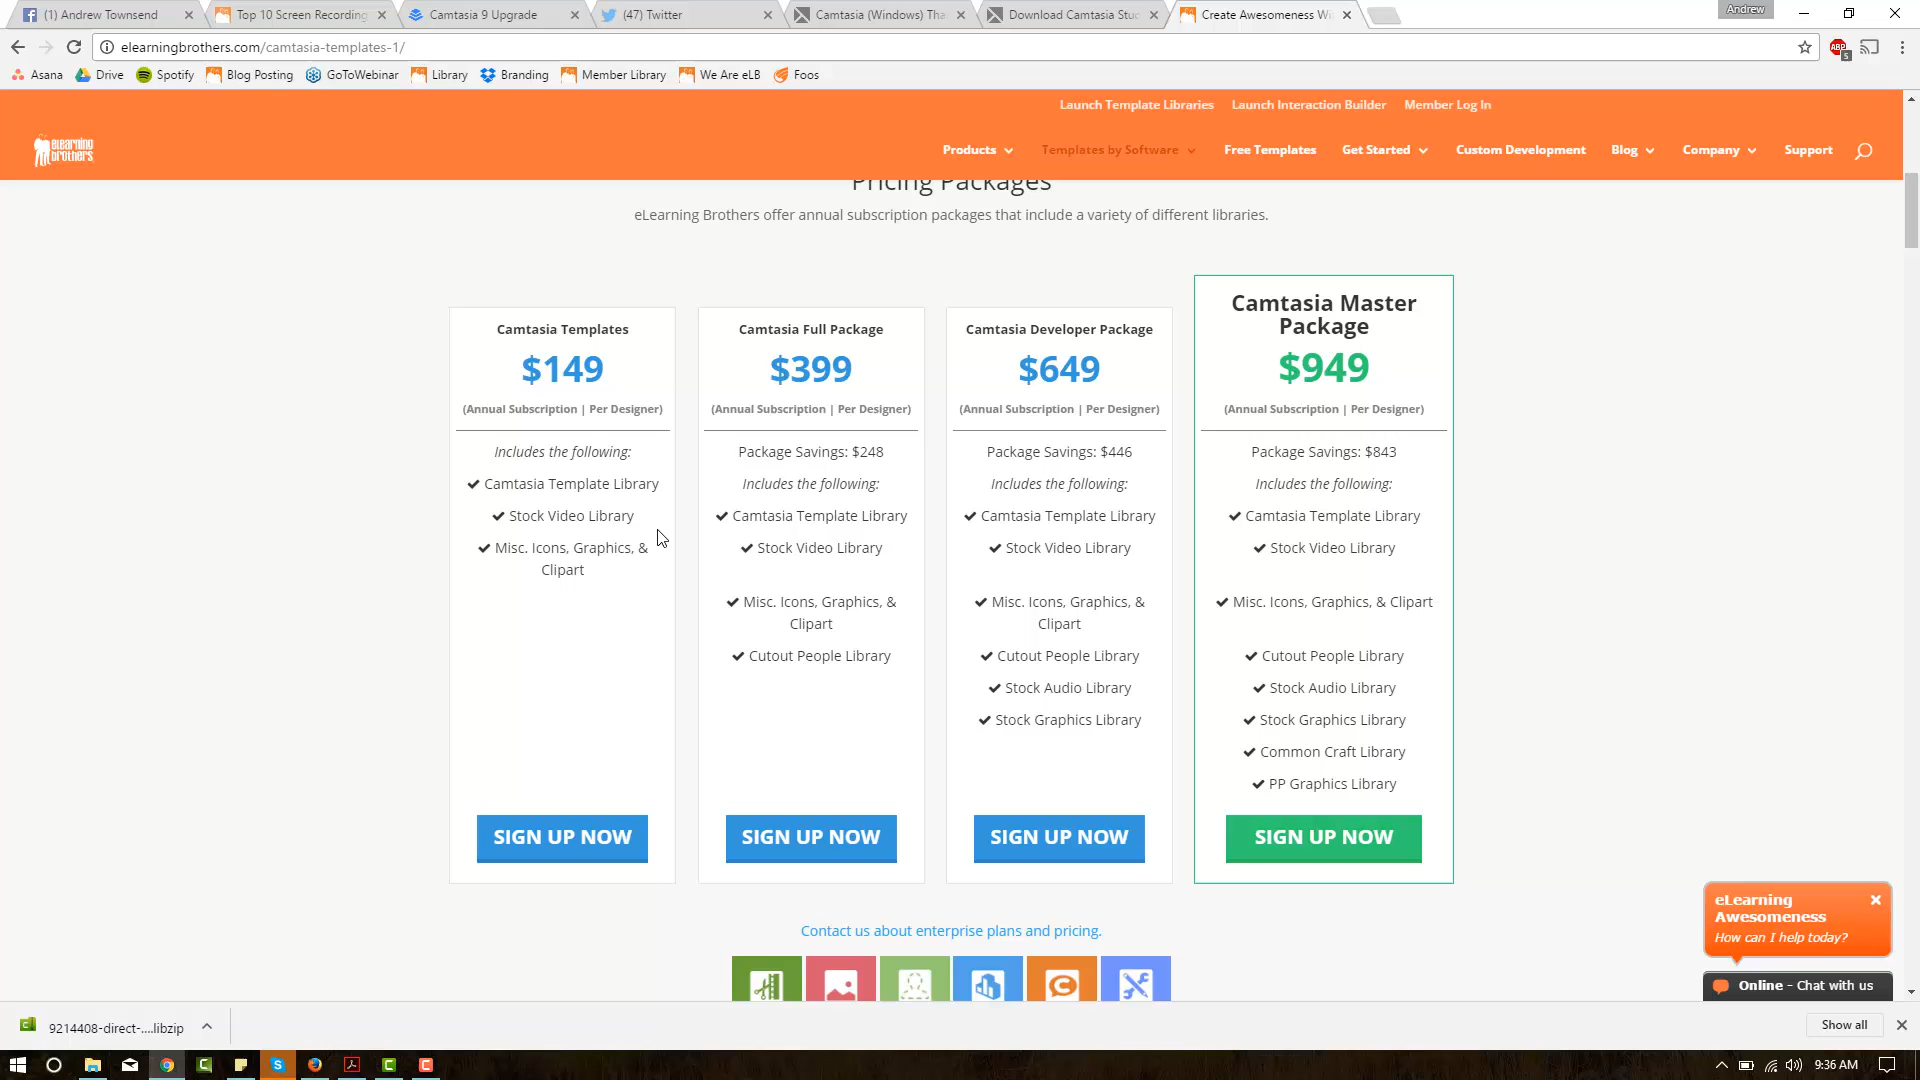 (1) Andrew Townsend
Top 10 Screen Recording
Camtasia 9 Upgrade
(47) Twitter
Camtasia (Windows) Tha
Download Camtasia Stud
Create Awesomeness Wi
Andrew
elearningbrothers.com/camtasia-templates-1/
ABP
5
Asana
Drive
Spotify
Blog Posting
GoToWebinar
Library
Branding
Member Library
We Are eLB
Foos
Launch Template Libraries
Launch Interaction Builder
Member Log In
eLearning
brothers
Products
Templates by Software
Free Templates
Get Started
Custom Development
Blog
Company
Support
Pricing Packages
eLearning Brothers offer annual subscription packages that include a variety of different libraries.
Camtasia Templates
$149
(Annual Subscription | Per Designer)
Includes the following:
Camtasia Template Library
Stock Video Library
Misc. Icons, Graphics, &
Clipart
SIGN UP NOW
Camtasia Full Package
$399
(Annual Subscription | Per Designer)
Package Savings: $248
Includes the following:
Camtasia Template Library
Stock Video Library
Misc. Icons, Graphics, &
Clipart
Cutout People Library
SIGN UP NOW
Camtasia Developer Package
$649
(Annual Subscription | Per Designer)
Package Savings: $446
Includes the following:
Camtasia Template Library
Stock Video Library
Misc. Icons, Graphics, &
Clipart
Cutout People Library
Stock Audio Library
Stock Graphics Library
SIGN UP NOW
Camtasia Master
Package
$949
(Annual Subscription | Per Designer)
Package Savings: $843
Includes the following:
Camtasia Template Library
Stock Video Library
Misc. Icons, Graphics, & Clipart
Cutout People Library
Stock Audio Library
Stock Graphics Library
Common Craft Library
PP Graphics Library
SIGN UP NOW
Contact us about enterprise plans and pricing.
eLearning
Awesomeness
How can I help today?
Online - Chat with us
9214408-direct-....libzip
Show all
9:36 AM